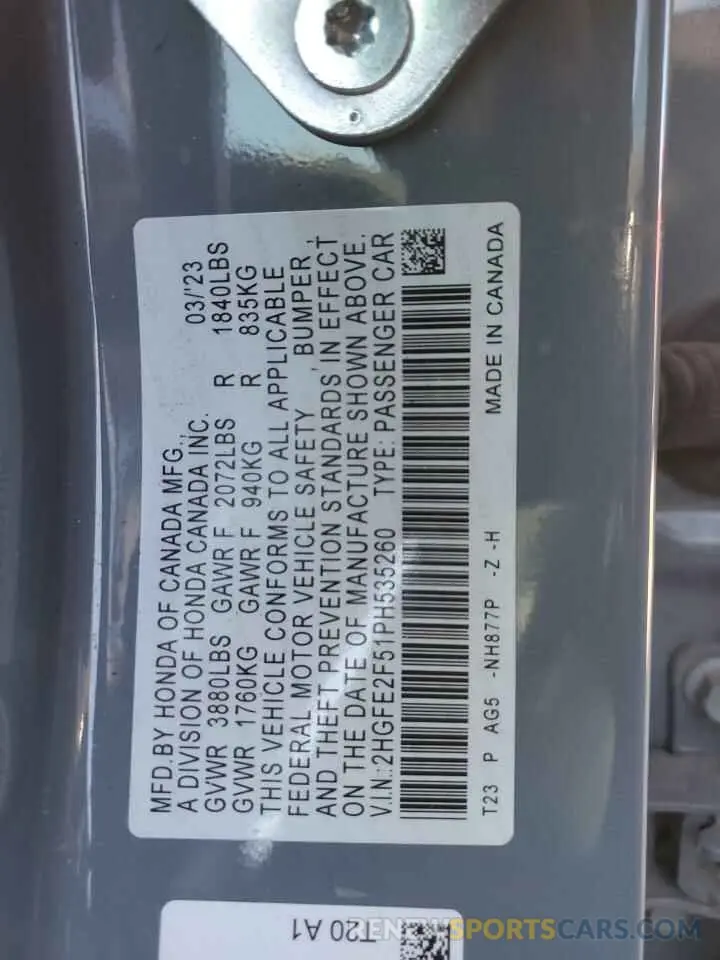 MFD.BY HONDA OF CANADA MFG., 03/'23
A DIVISION OF HONDA CANADA INC.
GVWR 3880LBS GAWR F 2072LBS R 1840LBS
GVWR 1760KG GAWR F 940KG R 835KG
THIS VEHICLE CONFORMS TO ALL APPLICABLE
FEDERAL MOTOR VEHICLE SAFETY, BUMPER,
AND THEFT PREVENTION STANDARDS IN EFFECT
ON THE DATE OF MANUFACTURE SHOWN ABOVE.
V.I.N.:2HGFE2F51PH535260 TYPE: PASSENGER CAR
T23 P AG5 -NH877P -Z -H MADE IN CANADA
T20 A1
RENEWSPORTSCARS.COM